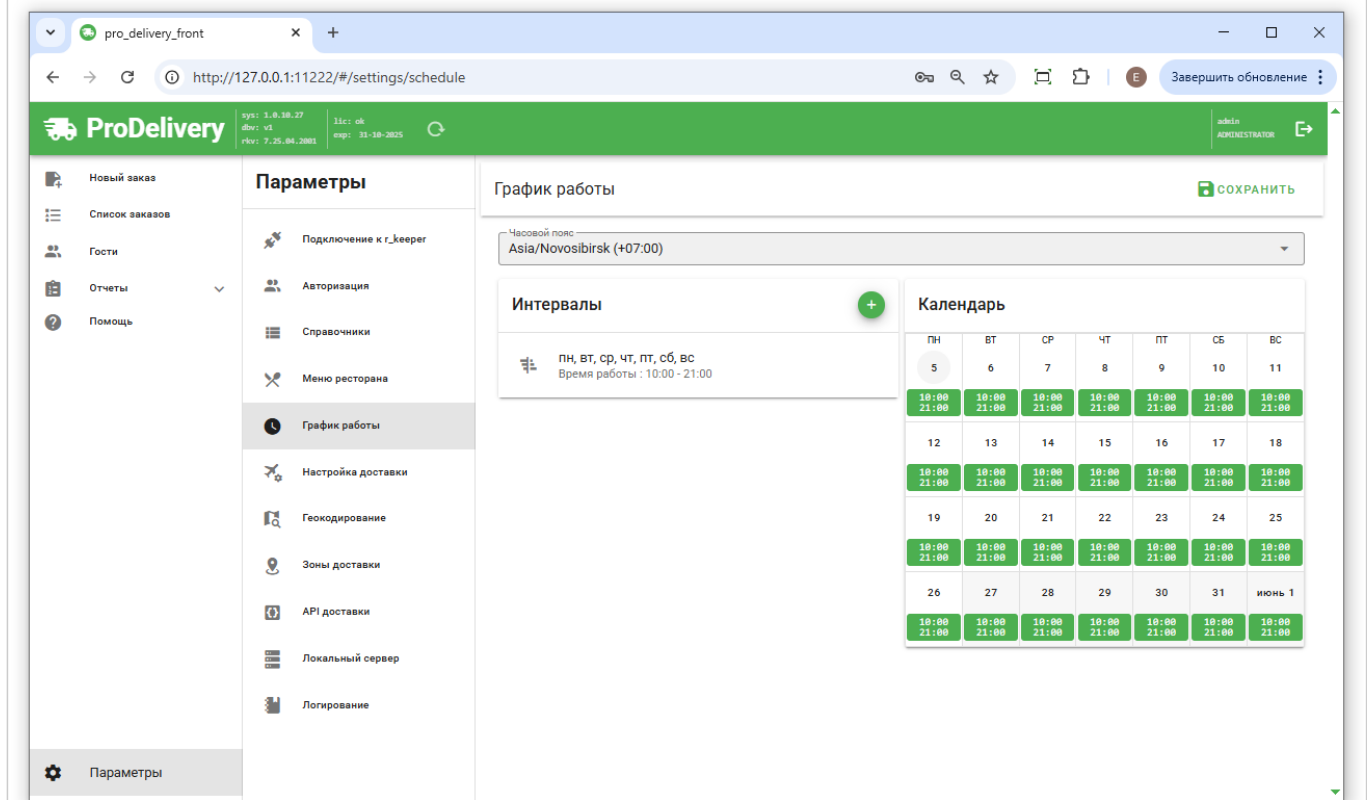 pro_delivery_front
http://127.0.0.1:11222/#/settings/schedule
E
Завершить обновление
ProDelivery
sys: 1.0.10.27
dbv: v1
rkv: 7.25.04.2001
lic: ok
exp: 31-10-2025
admin
ADMINISTRATOR
Новый заказ
Список заказов
Гости
Отчеты
Помощь
Параметры
Параметры
Подключение к r_keeper
Авторизация
Справочники
Меню ресторана
График работы
Настройка доставки
Геокодирование
Зоны доставки
API доставки
Локальный сервер
Логирование
График работы
СОХРАНИТЬ
Часовой пояс
Asia/Novosibirsk (+07:00)
Интервалы
пн, вт, ср, чт, пт, сб, вс
Время работы : 10:00 - 21:00
Календарь
ПН ВТ СР ЧТ ПТ СБ ВС
5 6 7 8 9 10 11
10:00 10:00 10:00 10:00 10:00 10:00 10:00
21:00 21:00 21:00 21:00 21:00 21:00 21:00
12 13 14 15 16 17 18
10:00 10:00 10:00 10:00 10:00 10:00 10:00
21:00 21:00 21:00 21:00 21:00 21:00 21:00
19 20 21 22 23 24 25
10:00 10:00 10:00 10:00 10:00 10:00 10:00
21:00 21:00 21:00 21:00 21:00 21:00 21:00
26 27 28 29 30 31 июнь 1
10:00 10:00 10:00 10:00 10:00 10:00 10:00
21:00 21:00 21:00 21:00 21:00 21:00 21:00